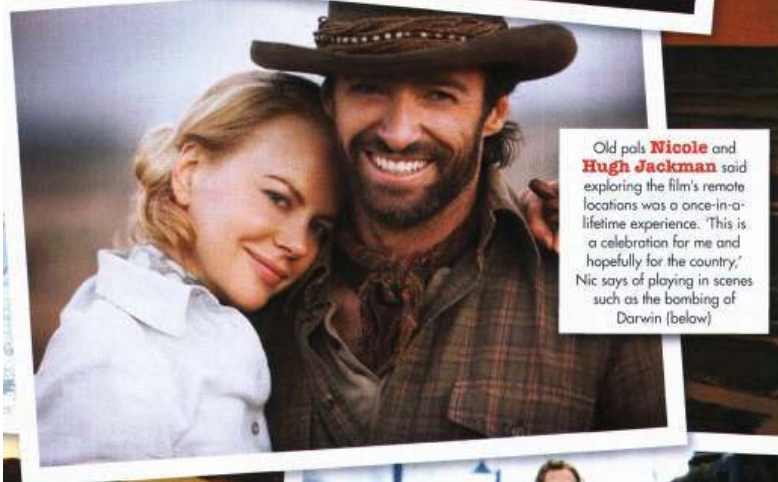 Old pals Nicole and
Hugh Jackman said
exploring the film's remote
locations was a once-in-a-
lifetime experience. 'This is
a celebration for me and
hopefully for the country,'
Nic says of playing in scenes
such as the bombing of
Darwin (below)